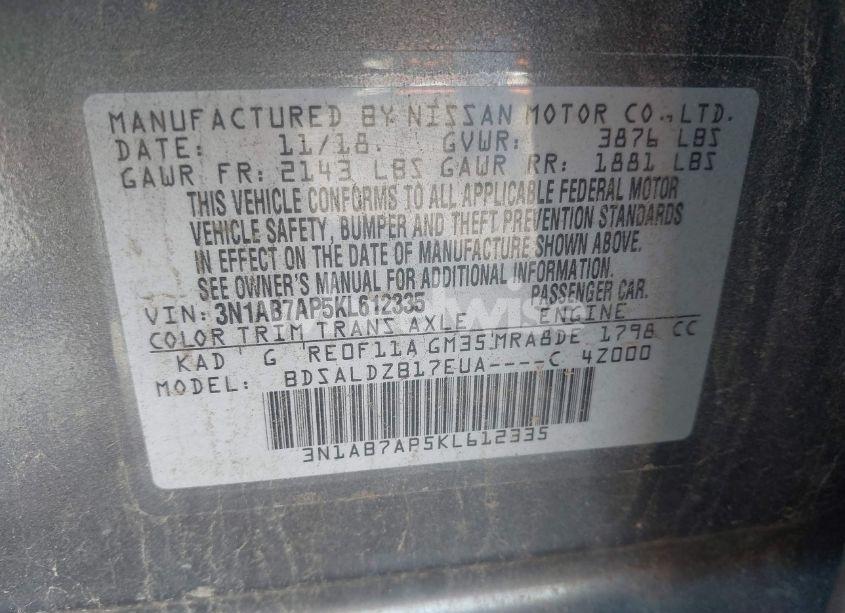 MANUFACTURED BY NISSAN MOTOR CO.,LTD.
DATE: 11/18. GVWR: 3876 LBS
GAWR FR: 2143 LBS GAWR RR: 1881 LBS
THIS VEHICLE CONFORMS TO ALL APPLICABLE FEDERAL MOTOR
VEHICLE SAFETY, BUMPER AND THEFT PREVENTION STANDARDS
IN EFFECT ON THE DATE OF MANUFACTURE SHOWN ABOVE.
SEE OWNER'S MANUAL FOR ADDITIONAL INFORMATION.
VIN: 3N1AB7AP5KL612335 PASSENGER CAR.
COLOR TRIM TRANS AXLE ENGINE
KAD G RE0F11A GM35 MRA8DE 1798 CC
MODEL: BDSALDZB17EUA----C 4Z000
3N1AB7AP5KL612335